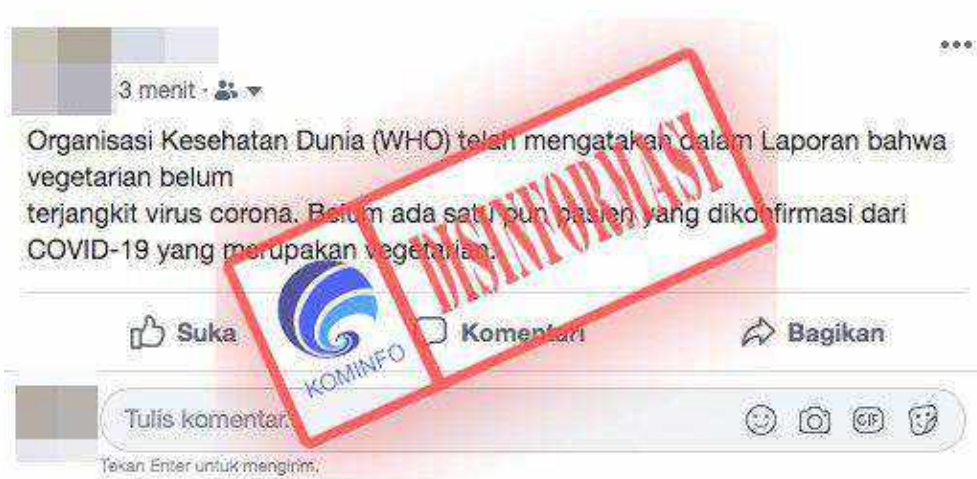 3 menit ·
Organisasi Kesehatan Dunia (WHO) telah mengatakan dalam Laporan bahwa
vegetarian belum
terjangkit virus corona. Belum ada satu pun pasien yang dikonfirmasi dari
COVID-19 yang merupakan vegetarian.
DISINFORMASI
KOMINFO
Suka
Komentari
Bagikan
Tulis komentar.
GIF
Tekan Enter untuk mengirim.